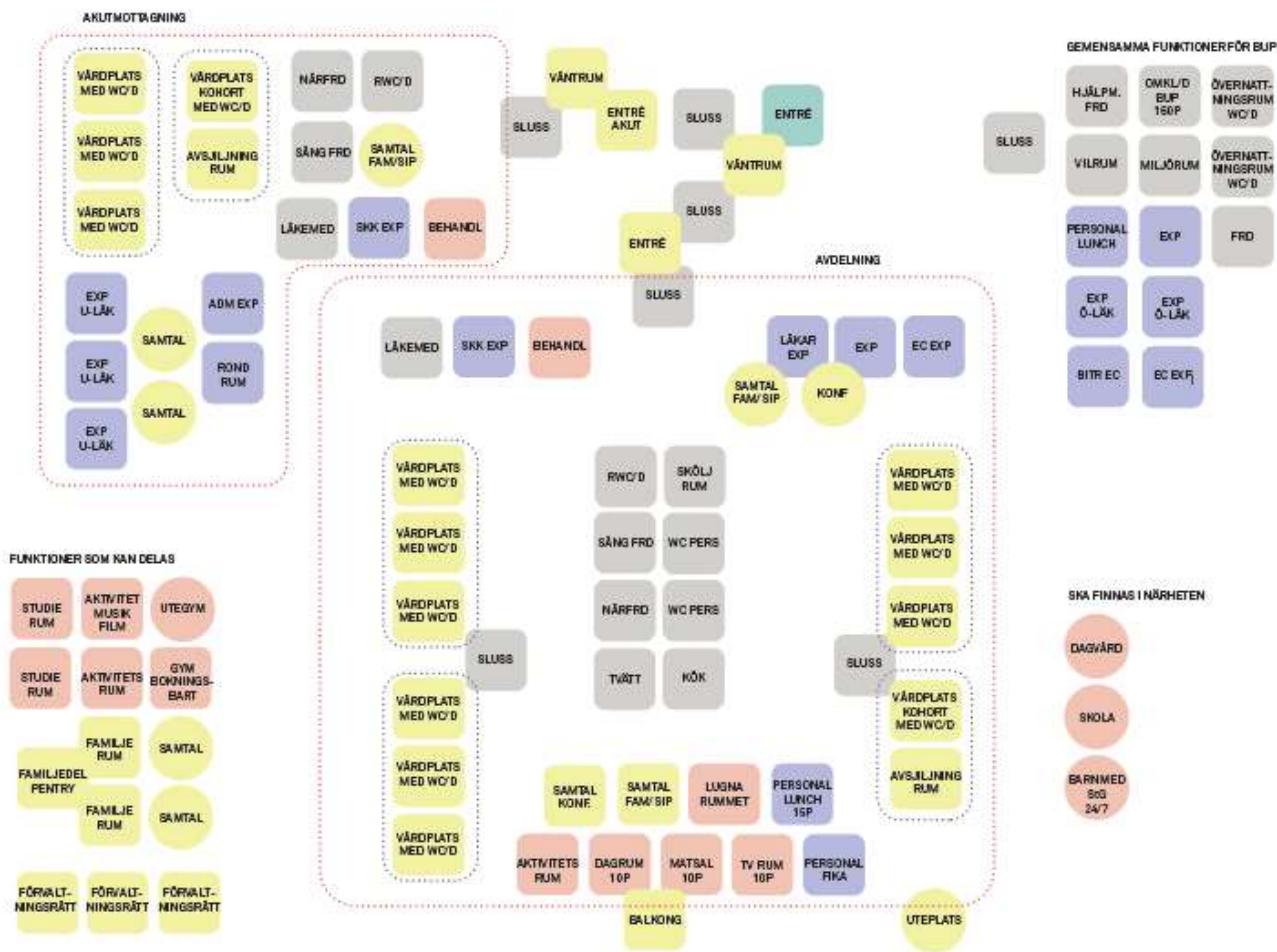 AKUTMOTTAGNING
VÅRDPLATS
MED WC/D
VÅRDPLATS
MED WC/D
VÅRDPLATS
MED WC/D
VÅRDPLATS
KOHORT
MED WC/D
AVSJILJNING
RUM
NÄRFRD
RWC/D
SÄNG FRD
SAMTAL
FAM/SIP
LÄKEMED
SKK EXP
BEHANDL
EXP
U-LÄK
EXP
U-LÄK
EXP
U-LÄK
SAMTAL
SAMTAL
ADM EXP
ROND
RUM
VÄNTRUM
SLUSS
ENTRÉ
AKUT
SLUSS
ENTRÉ
VÄNTRUM
SLUSS
ENTRÉ
SLUSS
SLUSS
GEMENSAMMA FUNKTIONER FÖR BUP
HJÄLPM.
FRD
OMKL/D
BUP
160P
ÖVERNATT-
NINGSRUM
WC/D
VILRUM
MILJÖRUM
ÖVERNATT-
NINGSRUM
WC/D
PERSONAL
LUNCH
EXP
FRD
EXP
Ö-LÄK
EXP
Ö-LÄK
BITR EC
EC EXP
AVDELNING
LÄKEMED
SKK EXP
BEHANDL
LÄKAR
EXP
EXP
EC EXP
SAMTAL
FAM/SIP
KONF
VÅRDPLATS
MED WC/D
VÅRDPLATS
MED WC/D
VÅRDPLATS
MED WC/D
SLUSS
VÅRDPLATS
MED WC/D
VÅRDPLATS
MED WC/D
VÅRDPLATS
MED WC/D
RWC/D
SKÖLJ
RUM
SÄNG FRD
WC PERS
NÄRFRD
WC PERS
TVÄTT
KÖK
VÅRDPLATS
MED WC/D
VÅRDPLATS
MED WC/D
VÅRDPLATS
MED WC/D
SLUSS
VÅRDPLATS
KOHORT
MED WC/D
AVSJILJNING
RUM
SAMTAL
KONF.
SAMTAL
FAM/SIP
LUGNA
RUMMET
PERSONAL
LUNCH
15P
AKTIVITETS
RUM
DAGRUM
10P
MATSAL
10P
TV RUM
10P
PERSONAL
FIKA
BALKONG
UTEPLATS
FUNKTIONER SOM KAN DELAS
STUDIE
RUM
AKTIVITET
MUSIK
FILM
UTEGYM
STUDIE
RUM
AKTIVITETS
RUM
GYM
BOKNINGS-
BART
FAMILJEDEL
PENTRY
FAMILJE
RUM
SAMTAL
FAMILJE
RUM
SAMTAL
FÖRVALT-
NINGSRÄTT
FÖRVALT-
NINGSRÄTT
FÖRVALT-
NINGSRÄTT
SKA FINNAS I NÄRHETEN
DAGVÅRD
SKOLA
BARNMED
StG
24/7